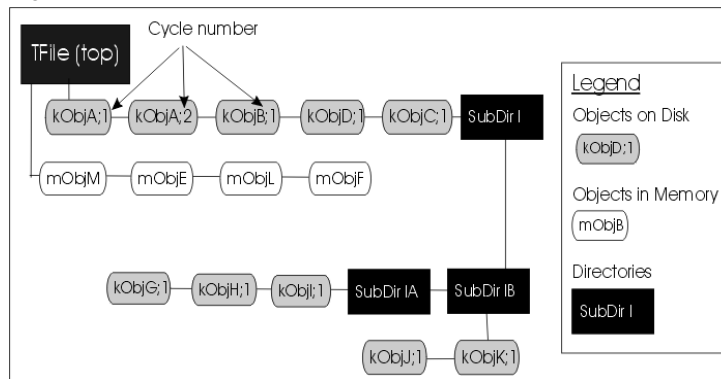 Cycle number
TFile (top)
kObjA;1 kObjA;2 kObjB;1 kObjD;1 kObjC;1 SubDir I
mObjM mObjE mObjL mObjF
kObjG;1 kObjH;1 kObjI;1 SubDir IA SubDir IB
kObjJ;1 kObjK;1
Legend
Objects on Disk
kObjD;1
Objects in Memory
mObjB
Directories
SubDir I